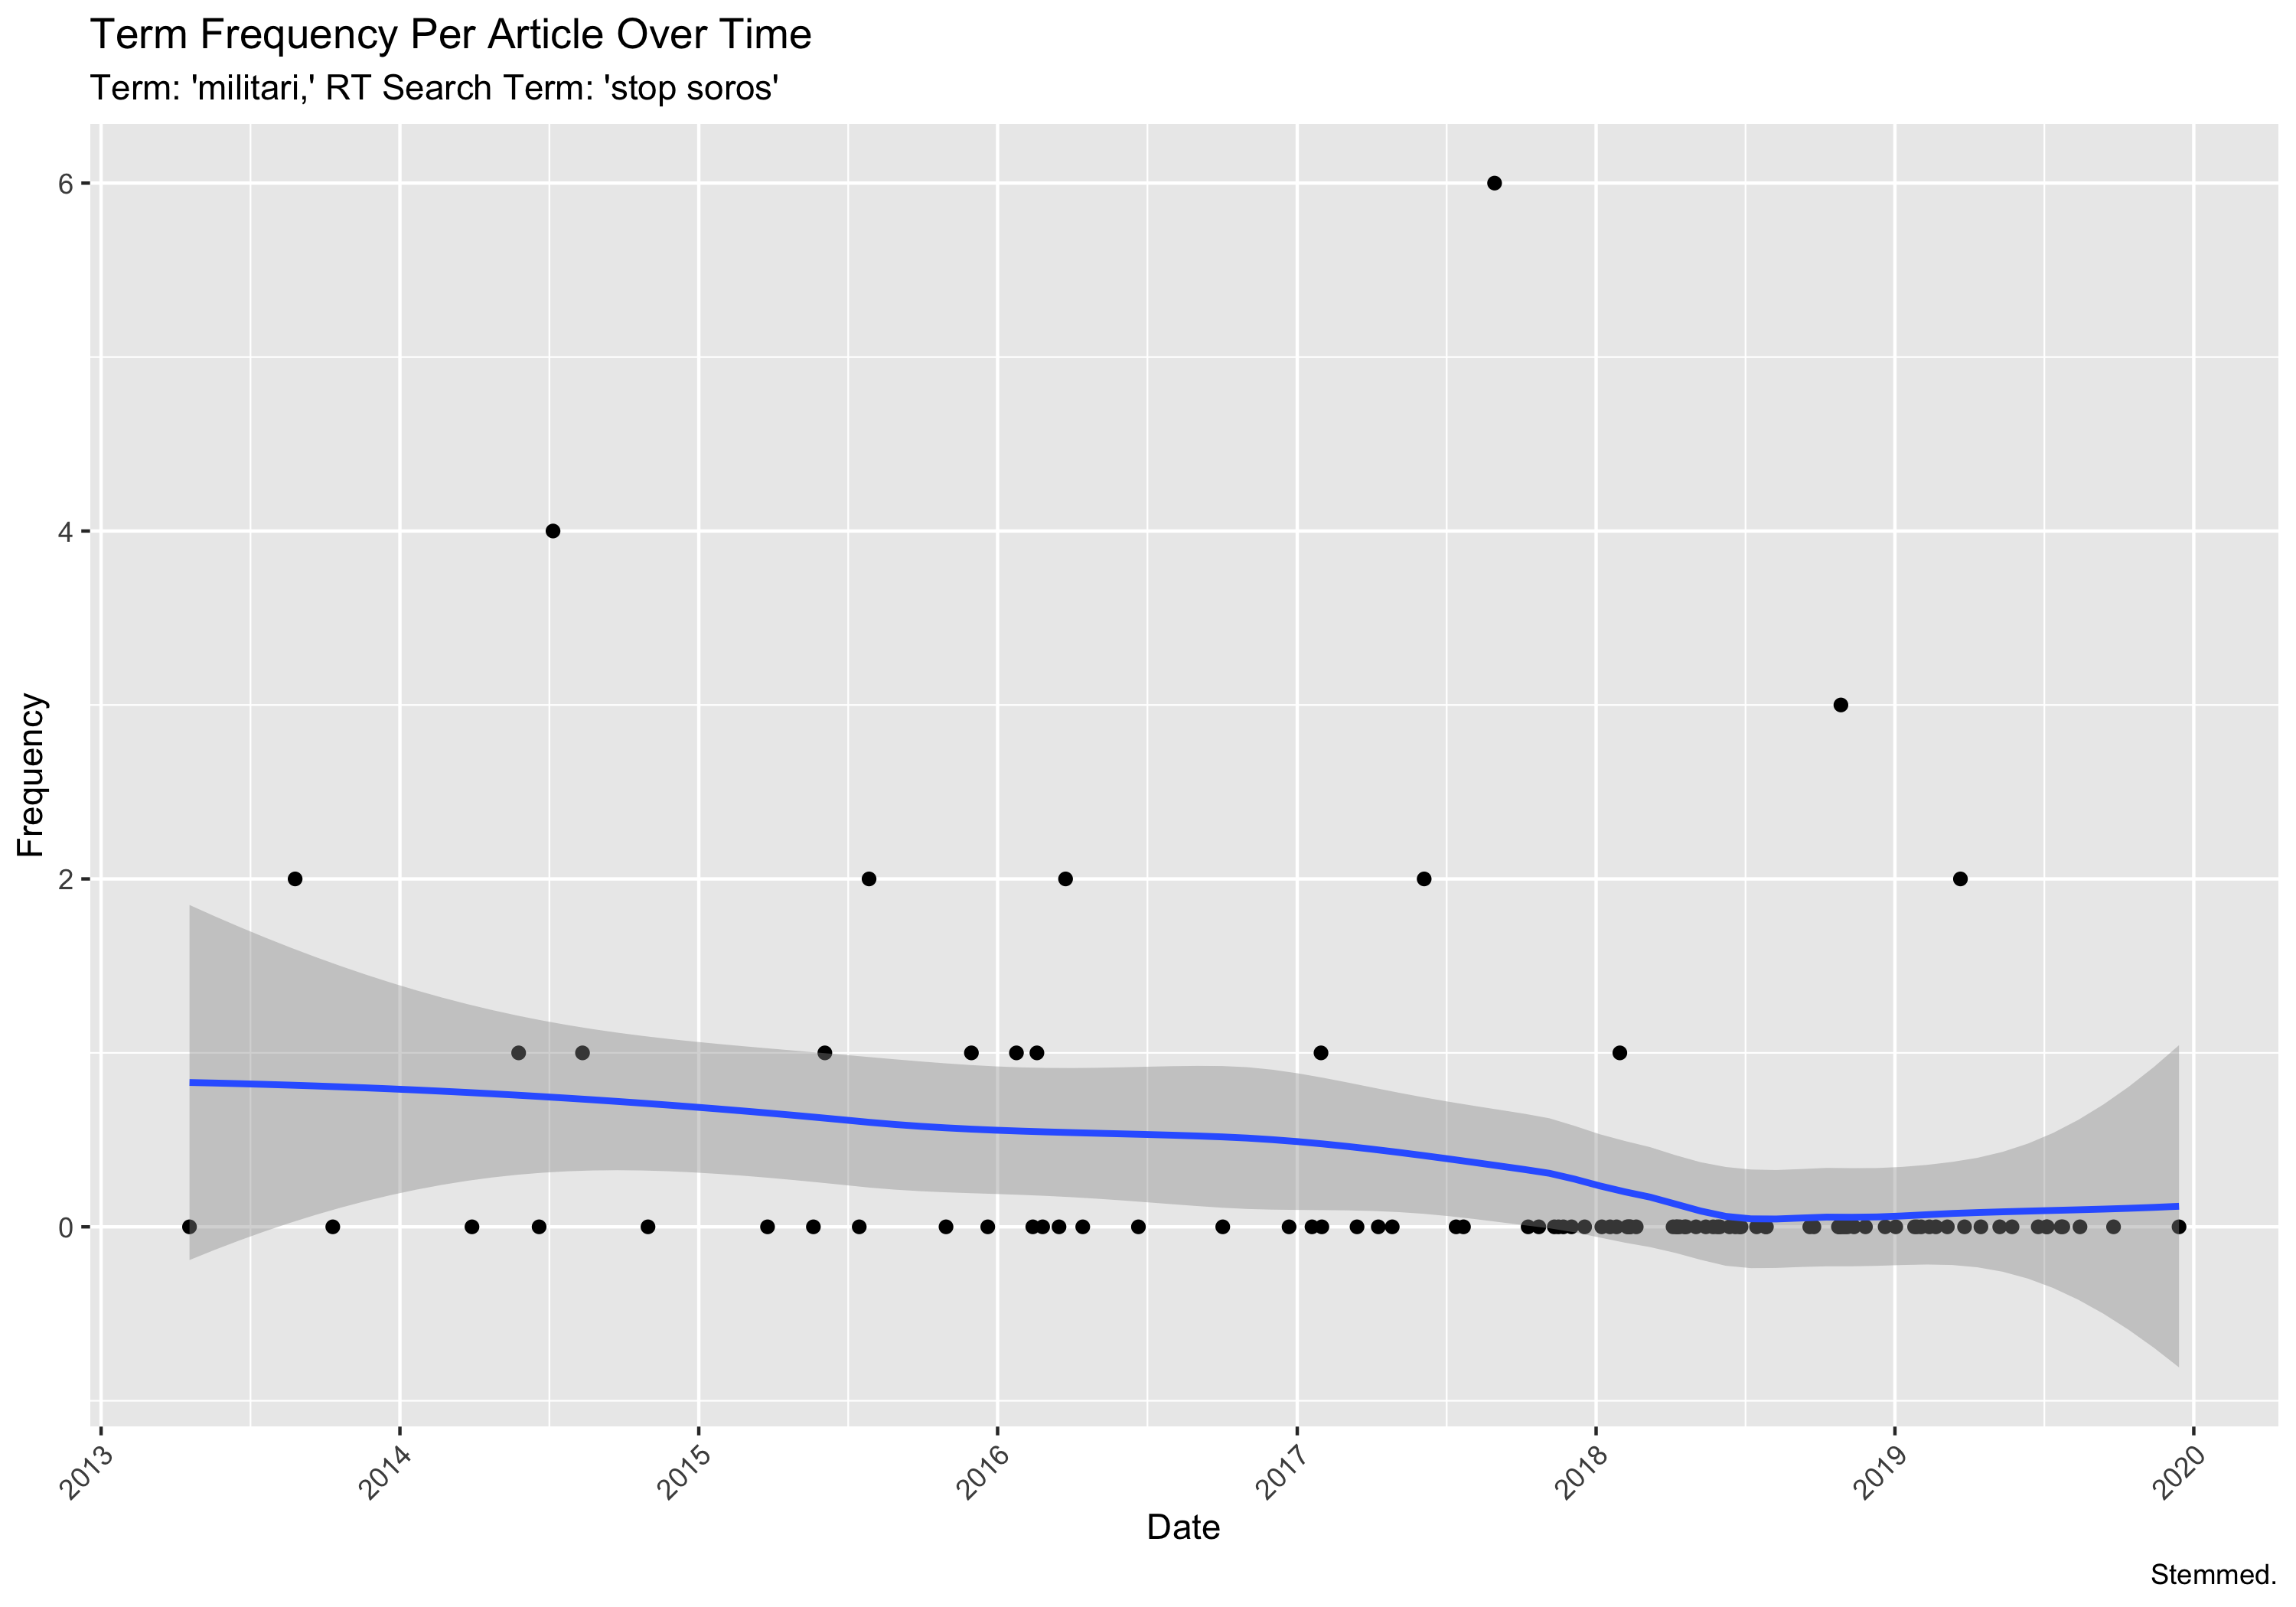 Term Frequency Per Article Over Time
Term: 'militari,' RT Search Term: 'stop soros'
6
4
2
0
Frequency
2013
2014
2015
2016
2017
2018
2019
2020
Date
Stemmed.